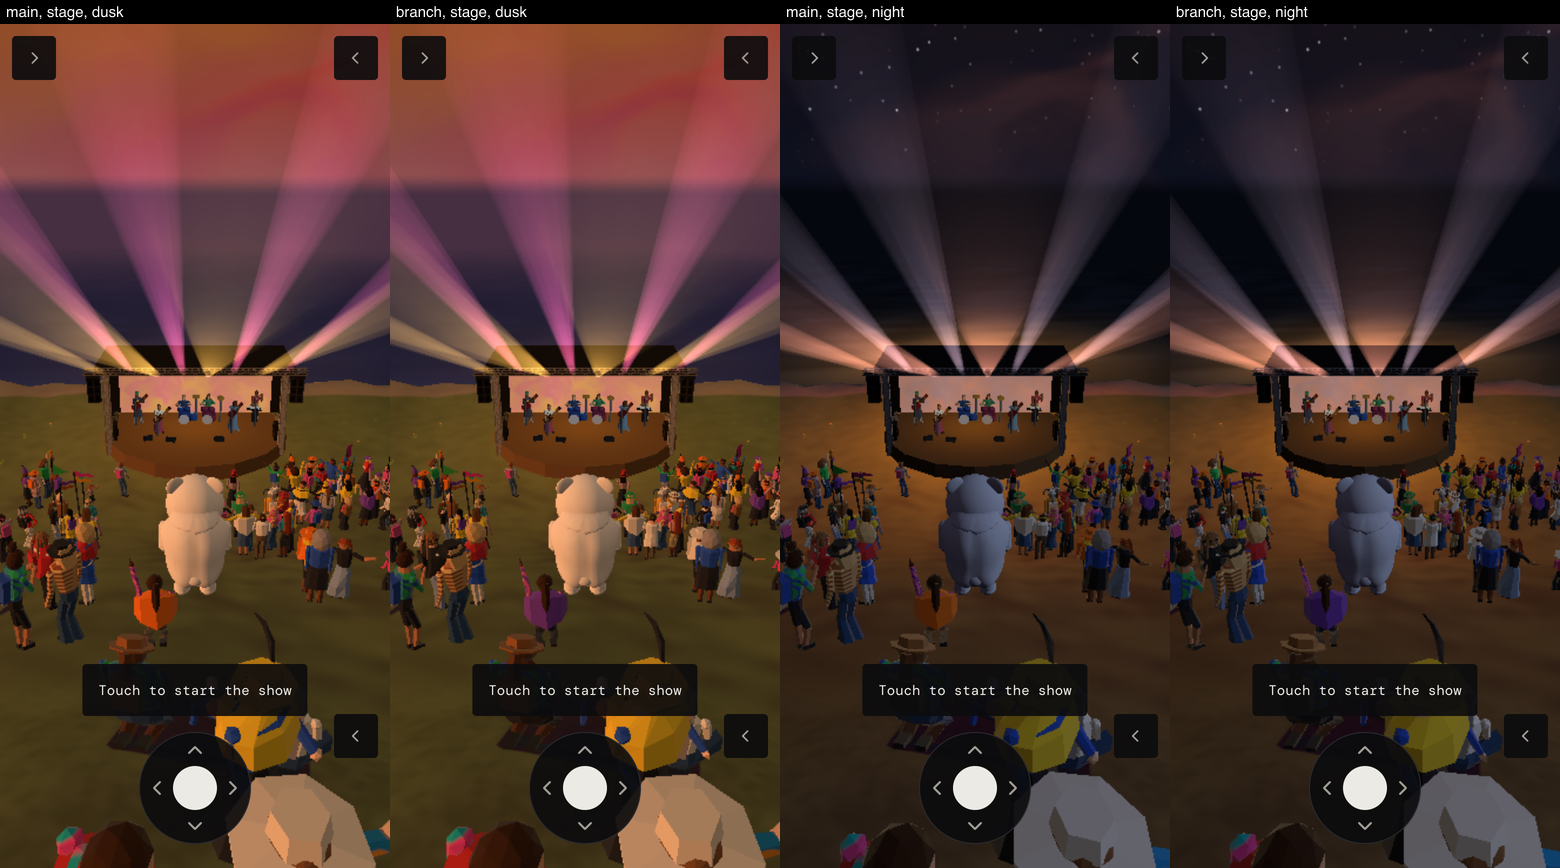 main, stage, dusk
branch, stage, dusk
main, stage, night
branch, stage, night
Touch to start the show
Touch to start the show
Touch to start the show
Touch to start the show